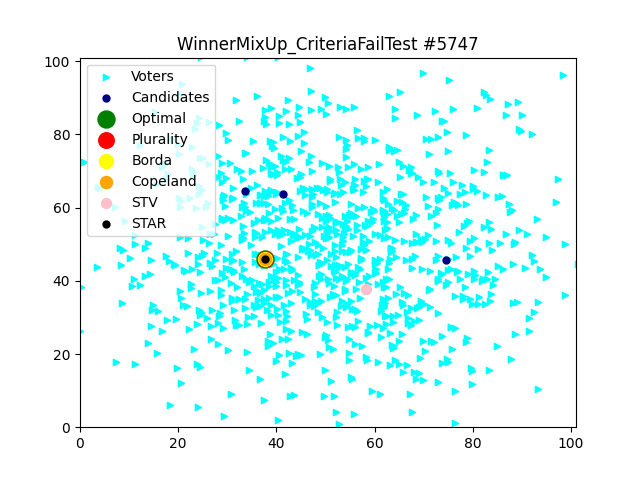 WinnerMixUp_CriteriaFailTest #5747
100
80
60
40
20
0
Voters
Candidates
Optimal
Plurality
Borda
Copeland
STV
STAR
0 20 40 60 80 100